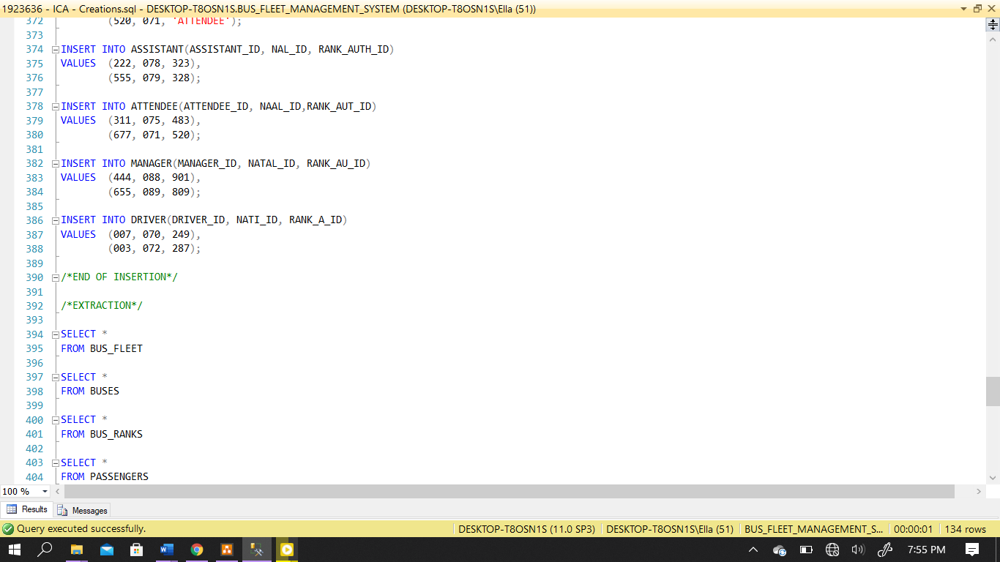 1923636 - ICA - Creations.sql - DESKTOP-T8OSN1S.BUS_FLEET_MANAGEMENT_SYSTEM (DESKTOP-T8OSN1S\Ella (51))
372 (520, 071, 'ATTENDEE');
373
374 INSERT INTO ASSISTANT(ASSISTANT_ID, NAL_ID, RANK_AUTH_ID)
375 VALUES (222, 078, 323),
376 (555, 079, 328);
377
378 INSERT INTO ATTENDEE(ATTENDEE_ID, NAAL_ID,RANK_AUT_ID)
379 VALUES (311, 075, 483),
380 (677, 071, 520);
381
382 INSERT INTO MANAGER(MANAGER_ID, NATAL_ID, RANK_AU_ID)
383 VALUES (444, 088, 901),
384 (655, 089, 809);
385
386 INSERT INTO DRIVER(DRIVER_ID, NATI_ID, RANK_A_ID)
387 VALUES (007, 070, 249),
388 (003, 072, 287);
389
390 /*END OF INSERTION*/
391
392 /*EXTRACTION*/
393
394 SELECT *
395 FROM BUS_FLEET
396
397 SELECT *
398 FROM BUSES
399
400 SELECT *
401 FROM BUS_RANKS
402
403 SELECT *
404 FROM PASSENGERS
100 %
Results Messages
Query executed successfully. DESKTOP-T8OSN1S (11.0 SP3) DESKTOP-T8OSN1S\Ella (51) BUS_FLEET_MANAGEMENT_S... 00:00:01 134 rows
7:55 PM